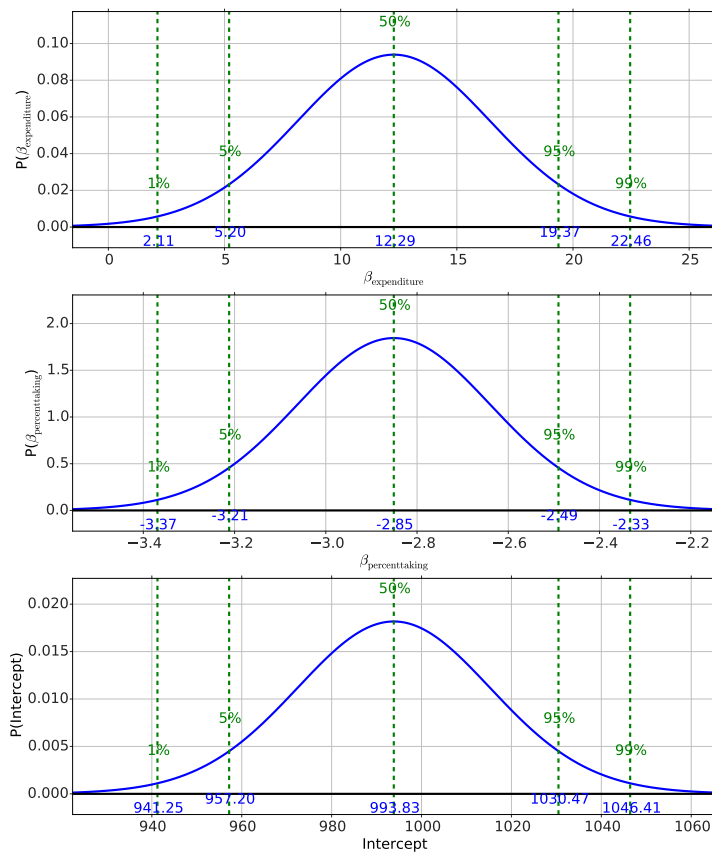 50%
0.10
0.08
0.06
0.04
0.02
0.00
P(βexpenditure)
5% 95%
1% 99%
5.20 19.37
2.11 12.29 22.46
0 5 10 15 20 25
βexpenditure
50%
2.0
1.5
1.0
0.5
0.0
P(βpercenttaking)
5% 95%
1% 99%
-3.21 -2.49
-3.37 -2.85 -2.33
−3.4 −3.2 −3.0 −2.8 −2.6 −2.4 −2.2
βpercenttaking
50%
0.020
0.015
0.010
0.005
0.000
P(Intercept)
5% 95%
1% 99%
957.20 1030.47
941.25 993.83 1046.41
940 960 980 1000 1020 1040 1060
Intercept